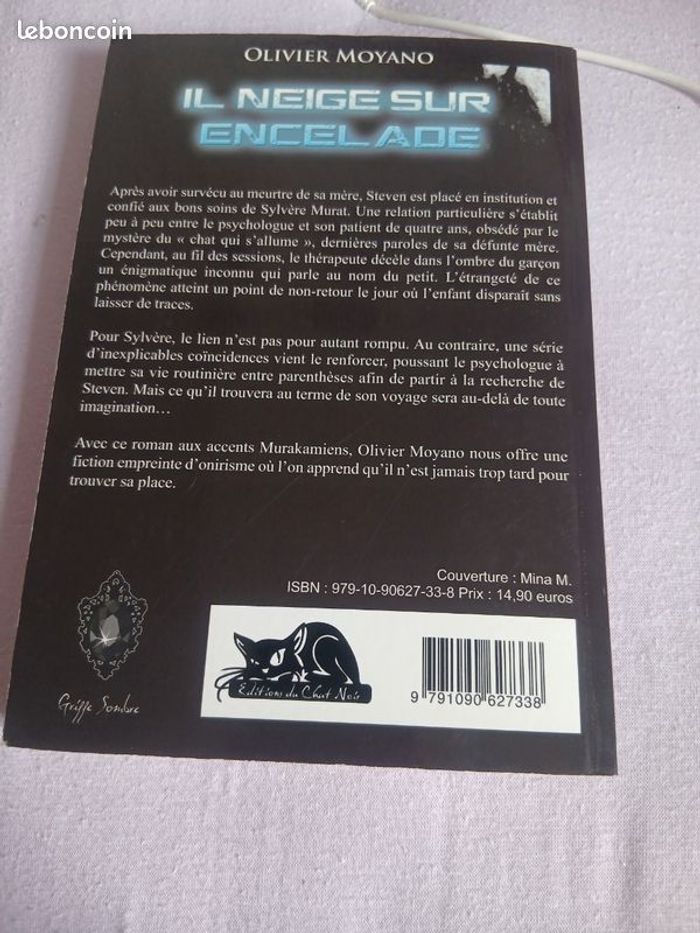 leboncoin
OLIVIER MOYANO
IL NEIGE SUR
ENCELADE
Après avoir survécu au meurtre de sa mère, Steven est placé en institution et
confié aux bons soins de Sylvère Murat. Une relation particulière s'établit
peu à peu entre le psychologue et son patient de quatre ans, obsédé par le
mystère du « chat qui s'allume », dernières paroles de sa défunte mère.
Cependant, au fil des sessions, le thérapeute décèle dans l'ombre du garçon
un énigmatique inconnu qui parle au nom du petit. L'étrangeté de ce
phénomène atteint un point de non-retour le jour où l'enfant disparaît sans
laisser de traces.
Pour Sylvère, le lien n'est pas pour autant rompu. Au contraire, une série
d'inexplicables coïncidences vient le renforcer, poussant le psychologue à
mettre sa vie routinière entre parenthèses afin de partir à la recherche de
Steven. Mais ce qu'il trouvera au terme de son voyage sera au-delà de toute
imagination…
Avec ce roman aux accents Murakamiens, Olivier Moyano nous offre une
fiction empreinte d'onirisme où l'on apprend qu'il n'est jamais trop tard pour
trouver sa place.
Couverture : Mina M.
ISBN : 979-10-90627-33-8 Prix : 14,90 euros
Griffe Sombre
Editions du Chat Noir
9 791090 627338